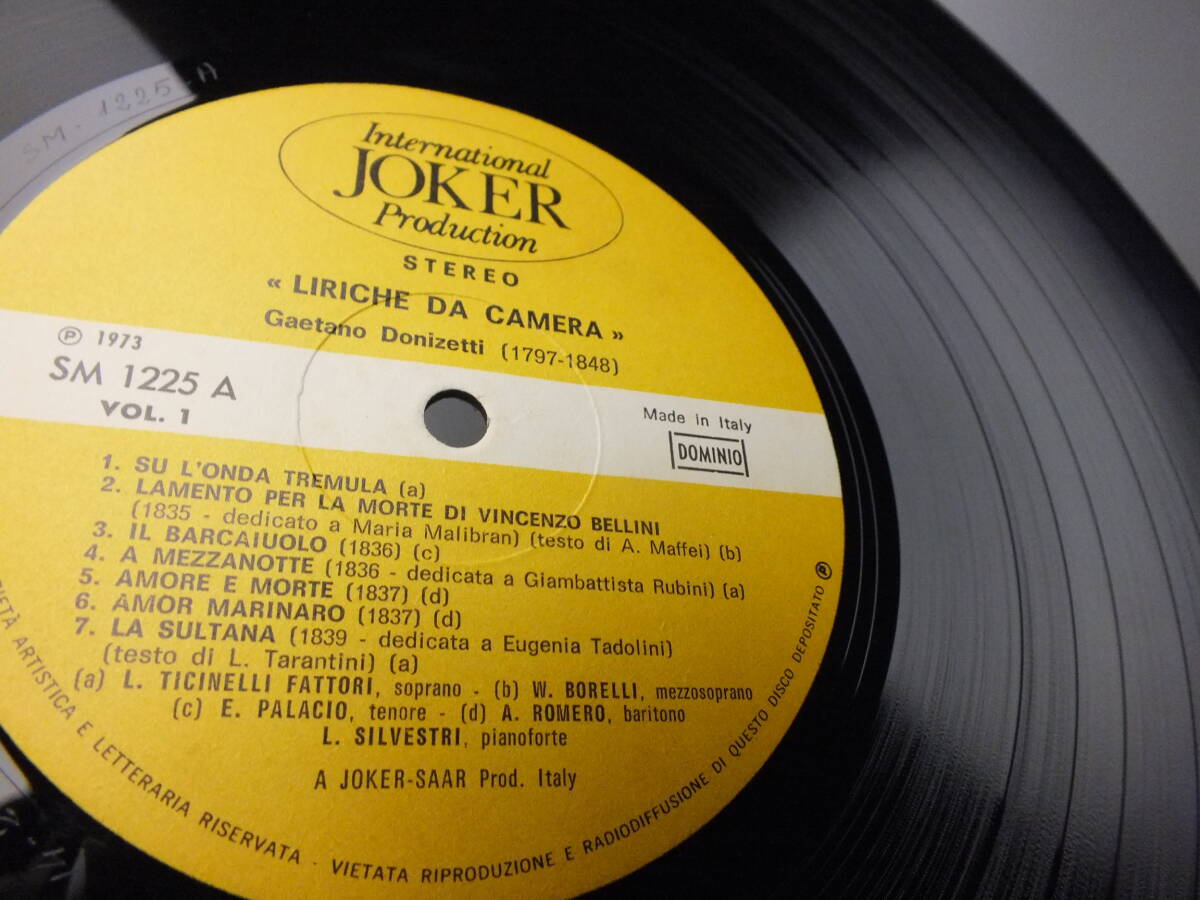 SM. 1225 - A
International
JOKER
Production
STEREO
« LIRICHE DA CAMERA »
Gaetano Donizetti (1797-1848)
Ⓟ 1973
SM 1225 A
VOL. 1
Made in Italy
DOMINIO
1. SU L'ONDA TREMULA (a)
2. LAMENTO PER LA MORTE DI VINCENZO BELLINI
(1835 - dedicato a Maria Malibran) (testo di A. Maffei) (b)
3. IL BARCAIUOLO (1836) (c)
4. A MEZZANOTTE (1836 - dedicata a Giambattista Rubini) (a)
5. AMORE E MORTE (1837) (d)
6. AMOR MARINARO (1837) (d)
7. LA SULTANA (1839 - dedicata a Eugenia Tadolini)
(testo di L. Tarantini) (a)
(a) L. TICINELLI FATTORI, soprano - (b) W. BORELLI, mezzosoprano
(c) E. PALACIO, tenore - (d) A. ROMERO, baritono
L. SILVESTRI, pianoforte
A JOKER-SAAR Prod. Italy
ARTISTICA E LETTERARIA RISERVATA - VIETATA RIPRODUZIONE E RADIODIFFUSIONE DI QUESTO DISCO DEPOSITATO Ⓟ